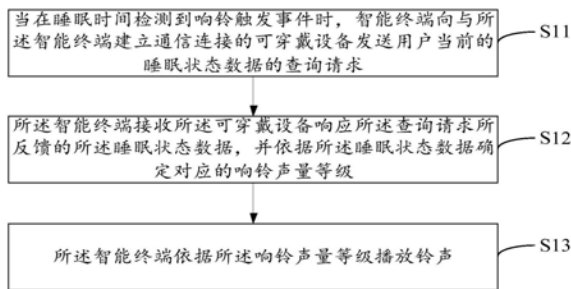 当在睡眠时间检测到响铃触发事件时，智能终端向与所
述智能终端建立通信连接的可穿戴设备发送用户当前的
睡眠状态数据的查询请求
S11
所述智能终端接收所述可穿戴设备响应所述查询请求所
反馈的所述睡眠状态数据，并依据所述睡眠状态数据确
定对应的响铃声量等级
S12
所述智能终端依据所述响铃声量等级播放铃声
S13